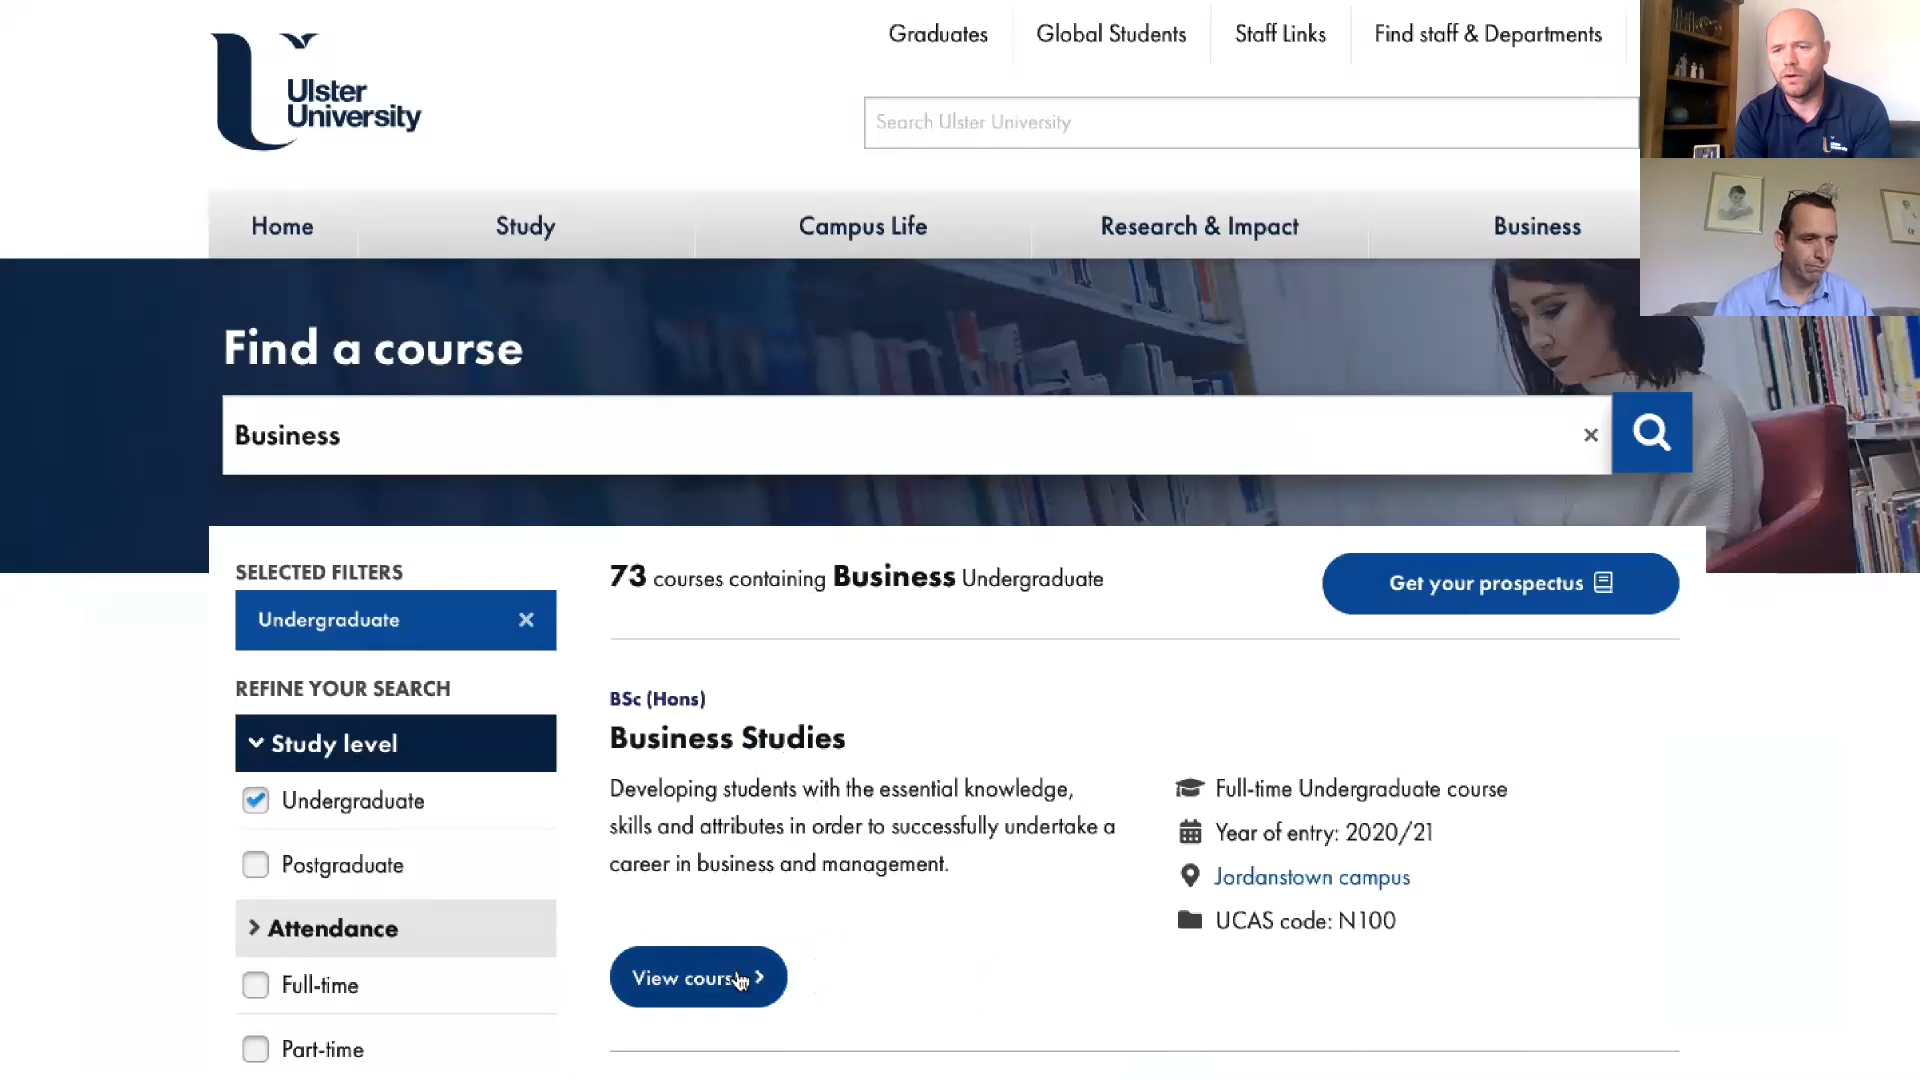 Graduates
Global Students
Staff Links
Find staff & Departments
Ulster
University
Search Ulster University
Home
Study
Campus Life
Research & Impact
Business
Find a course
Business
SELECTED FILTERS
Undergraduate
REFINE YOUR SEARCH
Study level
Undergraduate
Postgraduate
Attendance
Full-time
Part-time
73 courses containing Business Undergraduate
Get your prospectus
BSc (Hons)
Business Studies
Developing students with the essential knowledge,
skills and attributes in order to successfully undertake a
career in business and management.
Full-time Undergraduate course
Year of entry: 2020/21
Jordanstown campus
UCAS code: N100
View cours